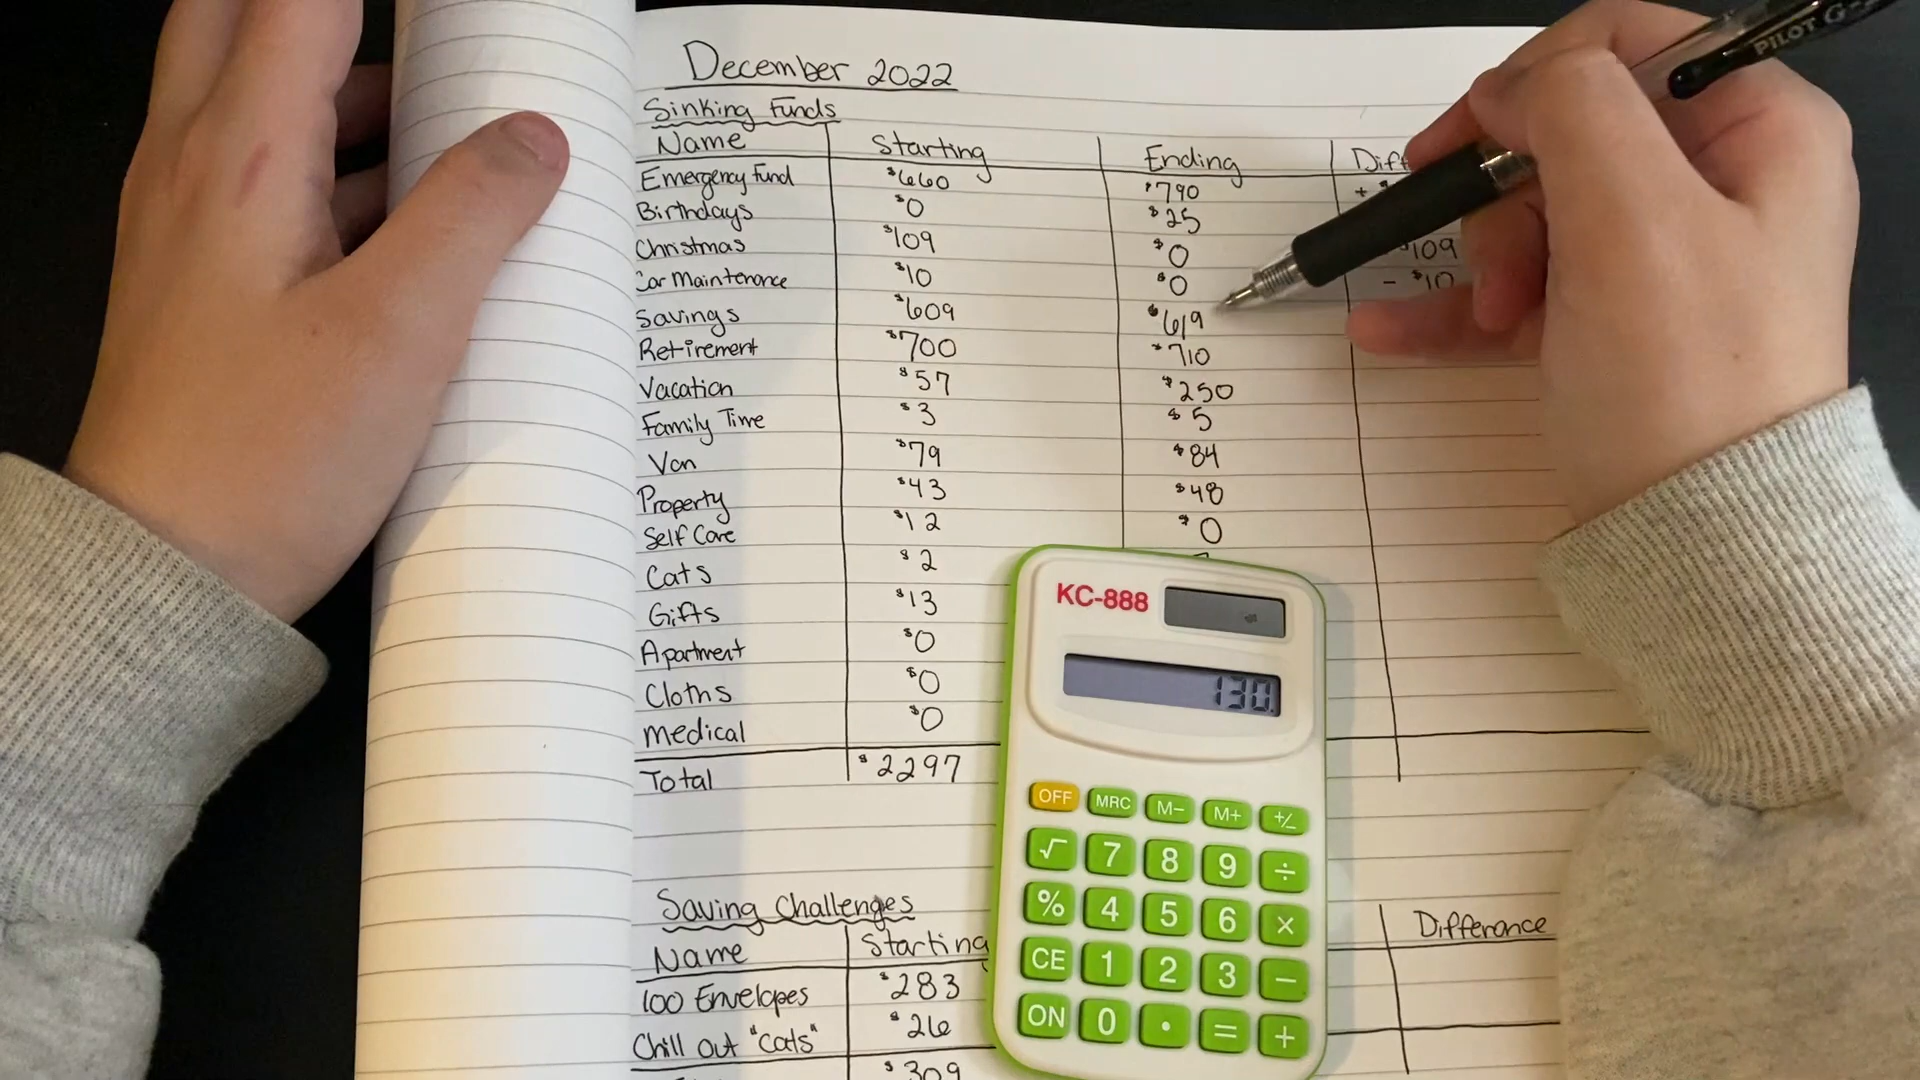 December 2022
Sinking Funds
Name Starting Ending Diff
Emergency Fund $660 $790 +
Birthdays $0 $25
Christmas $109 $0 $109
Car Maintenance $10 $0 - $10
Savings $609 $619
Retirement $700 $710
Vacation $57 $250
Family Time $3 $5
Van $79 $84
Property $43 $48
Self Care $12 $0
Cats $2
Gifts $13
Apartment $0
Cloths $0
Medical $0
Total $2297
Saving Challenges
Name Starting Difference
100 Envelopes $283
Chill out "Cats" $26
$309
PILOT G-2
KC-888
130.
OFF MRC M- M+ +/-
√ 7 8 9 ÷
% 4 5 6 ×
CE 1 2 3 -
ON 0 . = +